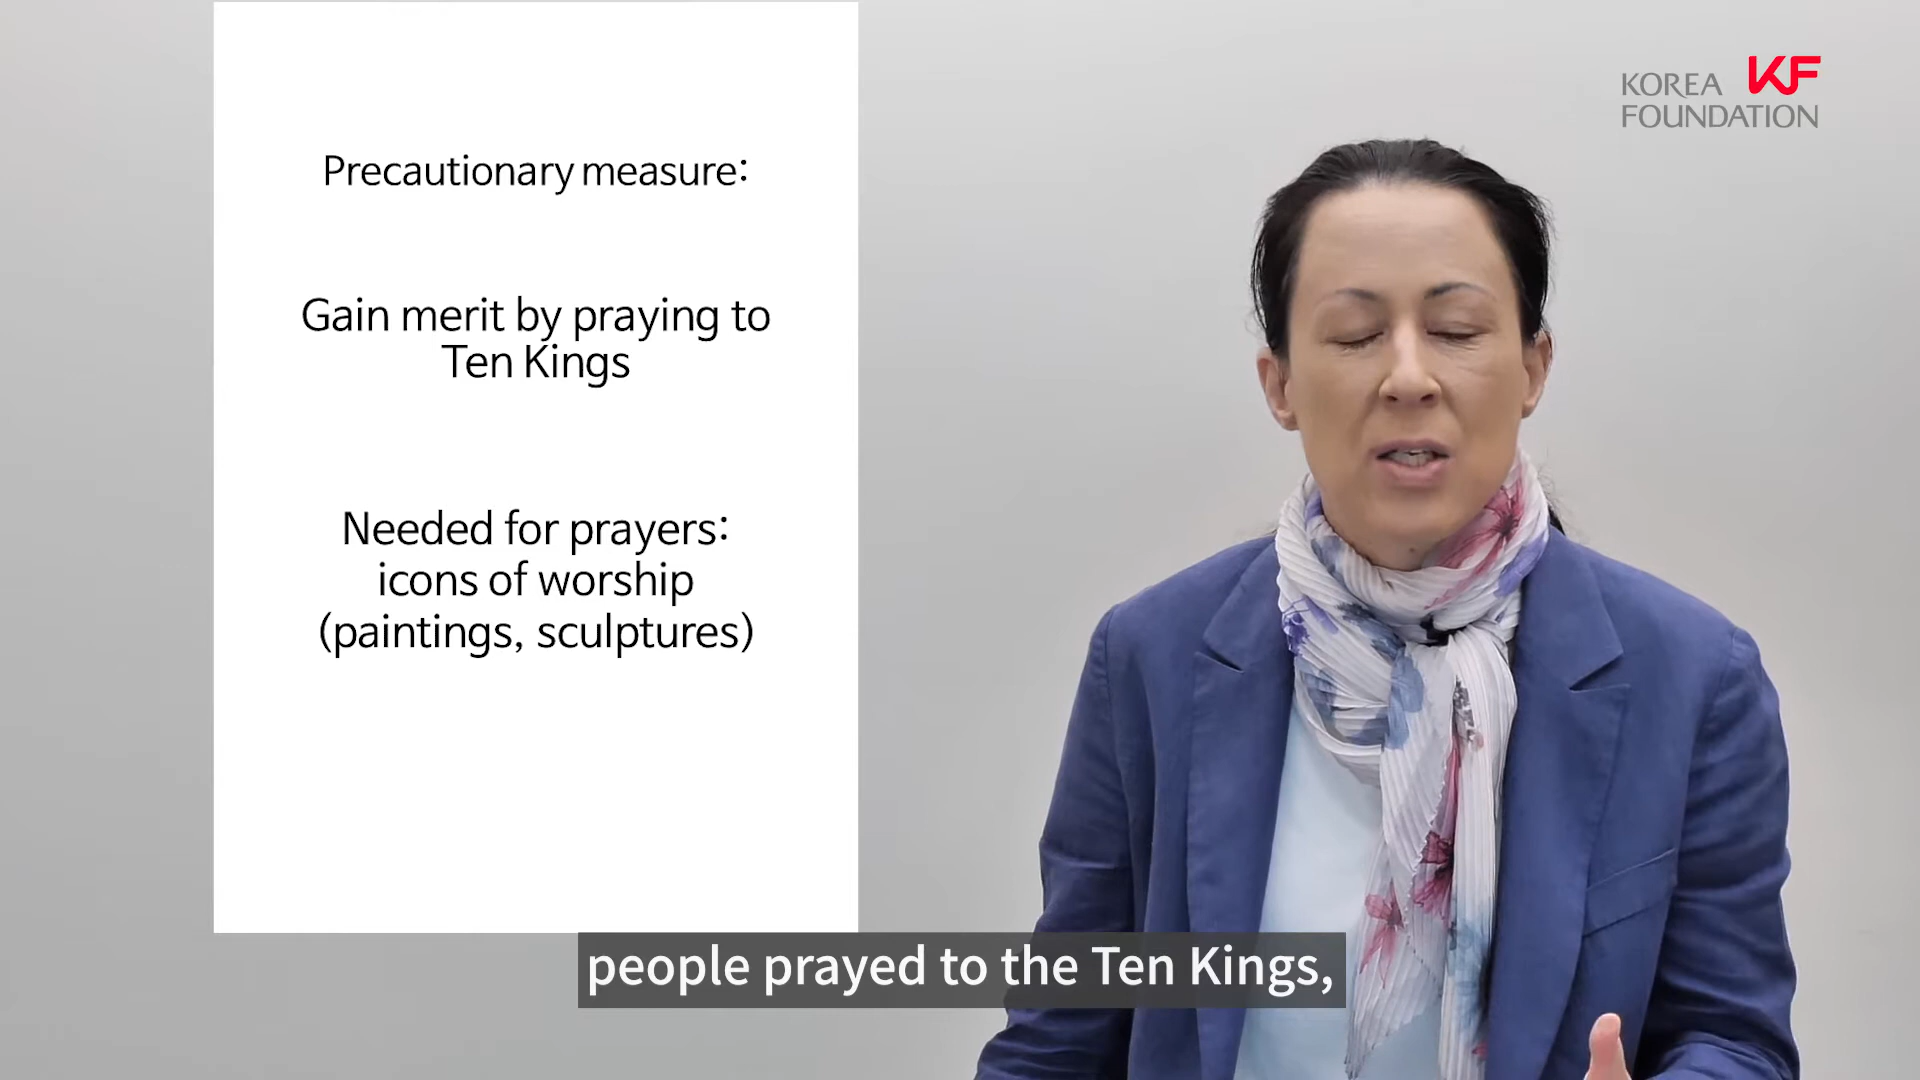 Precautionary measure:
Gain merit by praying to
Ten Kings
Needed for prayers:
icons of worship
(paintings, sculptures)
KOREA KF
FOUNDATION
people prayed to the Ten Kings,